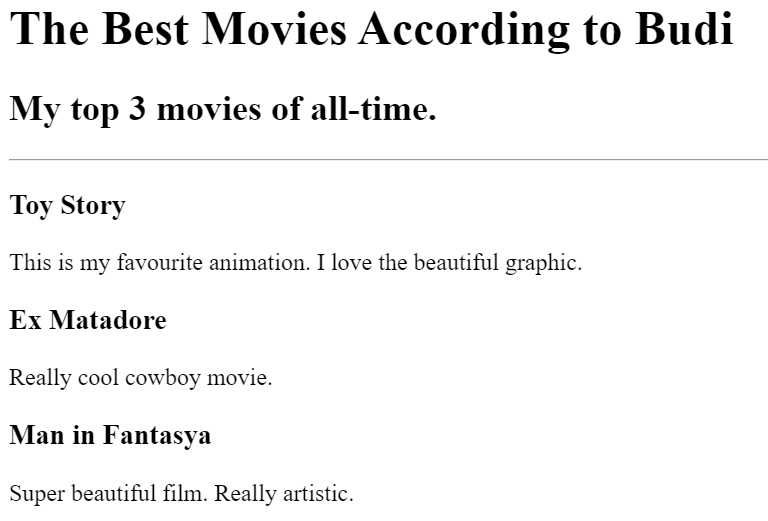 The Best Movies According to Budi
My top 3 movies of all-time.
Toy Story
This is my favourite animation. I love the beautiful graphic.
Ex Matadore
Really cool cowboy movie.
Man in Fantasya
Super beautiful film. Really artistic.